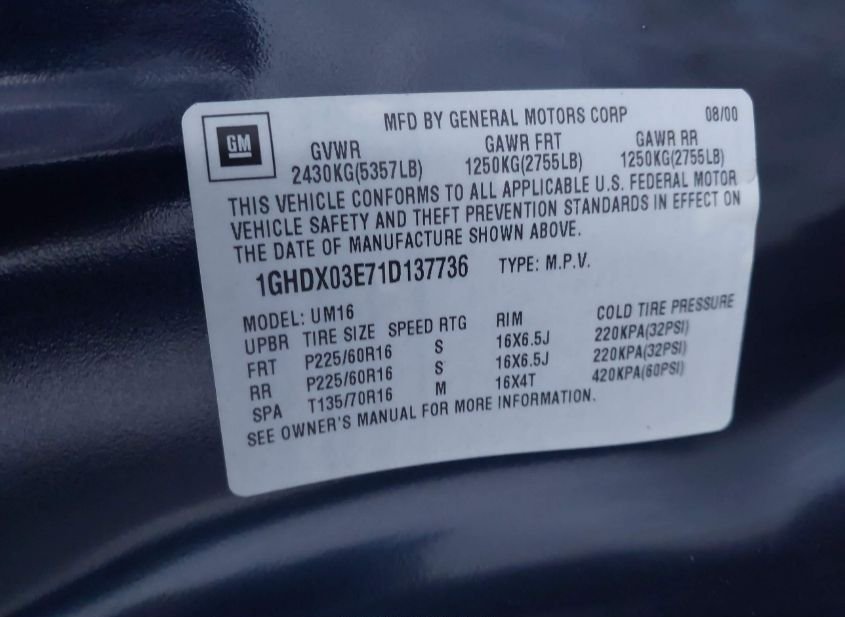 GM
MFD BY GENERAL MOTORS CORP 08/00
GVWR GAWR FRT GAWR RR
2430KG(5357LB) 1250KG(2755LB) 1250KG(2755LB)
THIS VEHICLE CONFORMS TO ALL APPLICABLE U.S. FEDERAL MOTOR
VEHICLE SAFETY AND THEFT PREVENTION STANDARDS IN EFFECT ON
THE DATE OF MANUFACTURE SHOWN ABOVE.
1GHDX03E71D137736 TYPE: M.P.V.
MODEL: UM16
UPBR TIRE SIZE SPEED RTG RIM COLD TIRE PRESSURE
FRT P225/60R16 S 16X6.5J 220KPA(32PSI)
RR P225/60R16 S 16X6.5J 220KPA(32PSI)
SPA T135/70R16 M 16X4T 420KPA(60PSI)
SEE OWNER'S MANUAL FOR MORE INFORMATION.